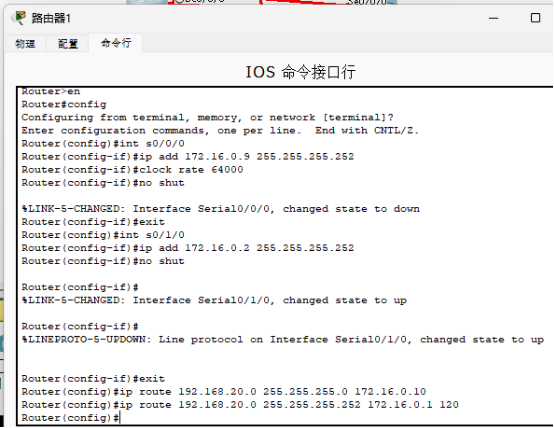 路由器1
物理 配置 命令行
IOS 命令接口行
Router>en
Router#config
Configuring from terminal, memory, or network [terminal]?
Enter configuration commands, one per line.  End with CNTL/Z.
Router(config)#int s0/0/0
Router(config-if)#ip add 172.16.0.9 255.255.255.252
Router(config-if)#clock rate 64000
Router(config-if)#no shut
%LINK-5-CHANGED: Interface Serial0/0/0, changed state to down
Router(config-if)#exit
Router(config)#int s0/1/0
Router(config-if)#ip add 172.16.0.2 255.255.255.252
Router(config-if)#no shut
Router(config-if)#
%LINK-5-CHANGED: Interface Serial0/1/0, changed state to up
Router(config-if)#
%LINEPROTO-5-UPDOWN: Line protocol on Interface Serial0/1/0, changed state to up
Router(config-if)#exit
Router(config)#ip route 192.168.20.0 255.255.255.0 172.16.0.10
Router(config)#ip route 192.168.20.0 255.255.255.252 172.16.0.1 120
Router(config)#